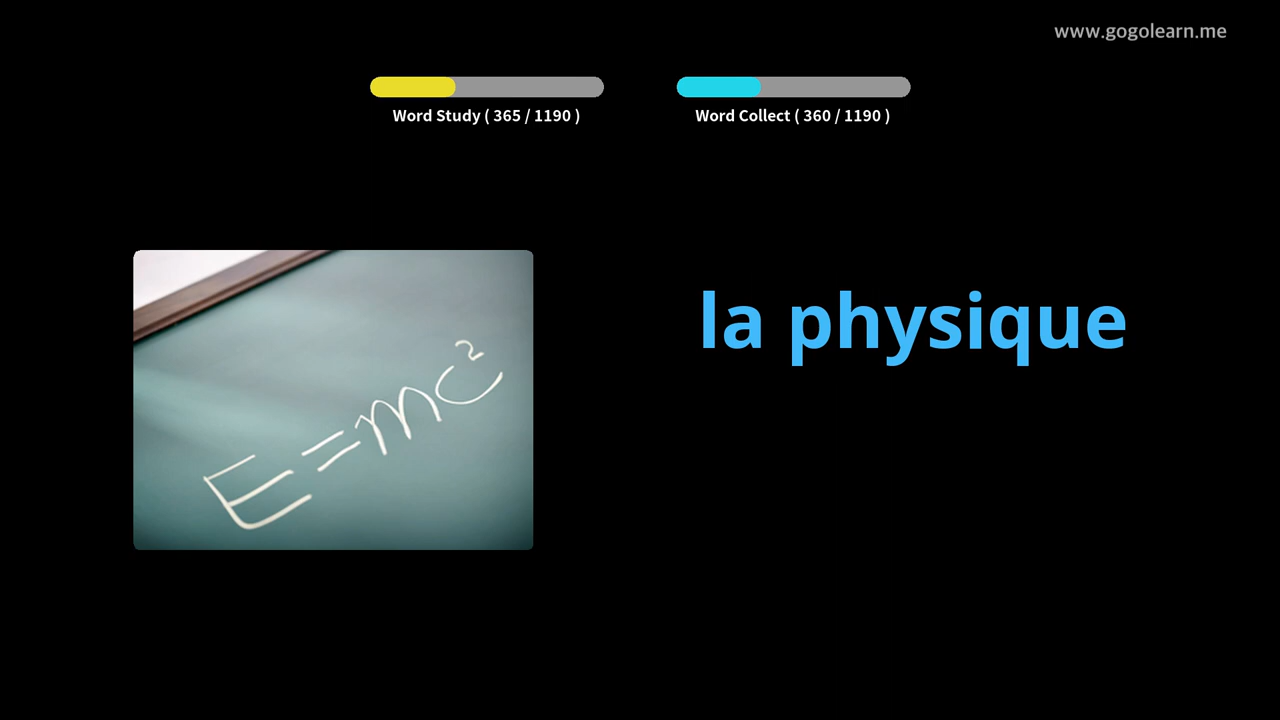 www.gogolearn.me
Word Study ( 365 / 1190 )
Word Collect ( 360 / 1190 )
la physique
E=mc²